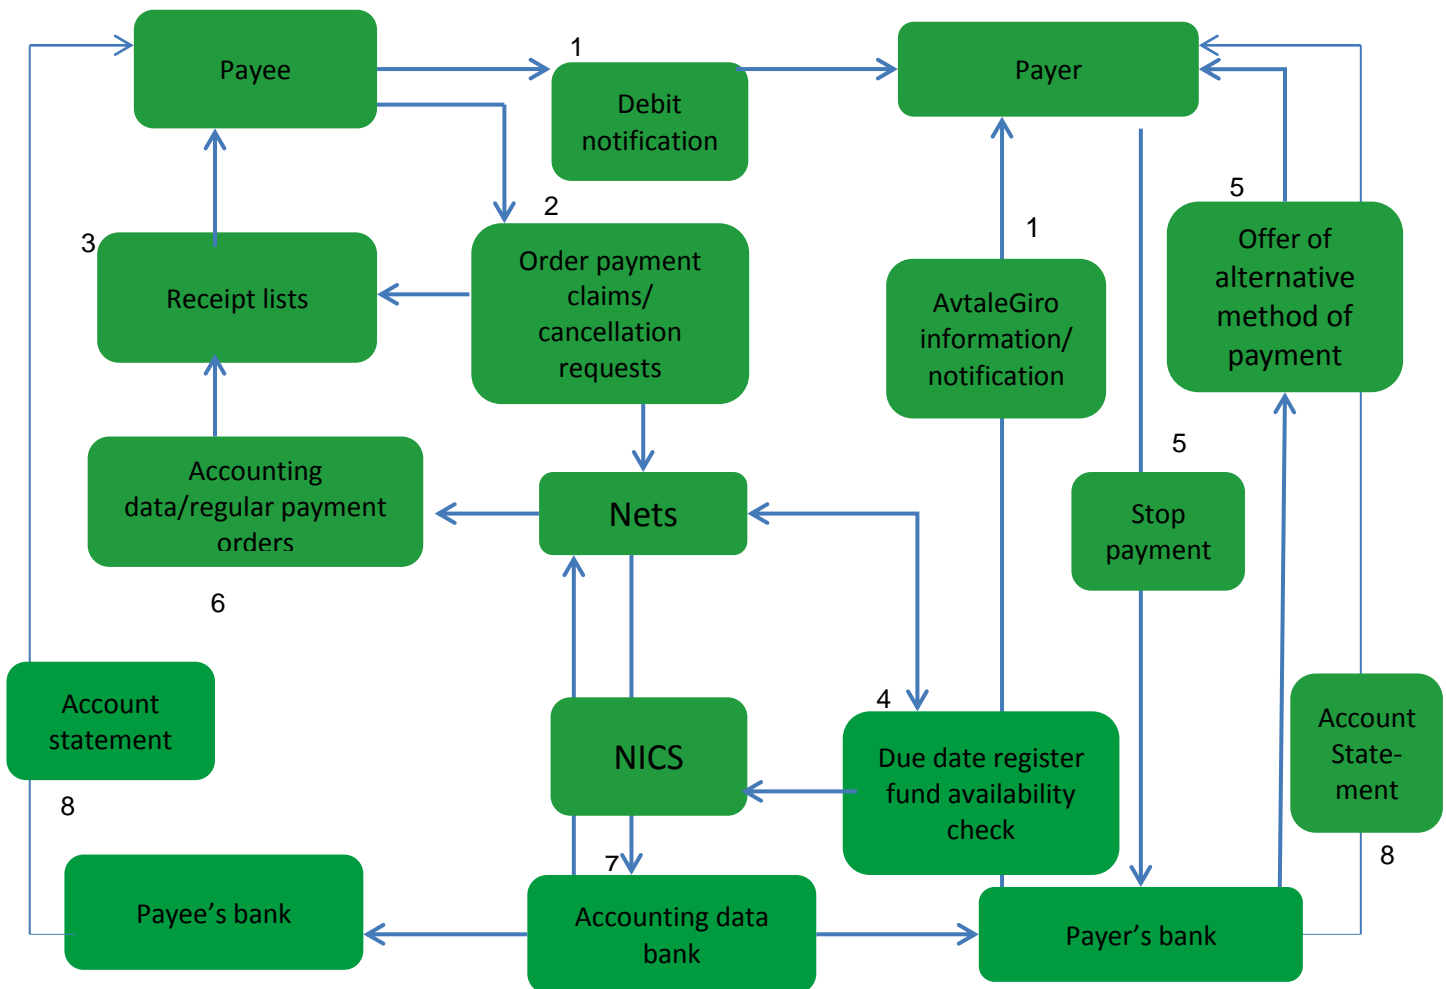 1
Payee
Payer
Debit
notification
5
2
1
3
Offer of
alternative
method of
payment
Order payment
claims/
cancellation
requests
Receipt lists
AvtaleGiro
information/
notification
5
Accounting
data/regular payment
orders
Nets
Stop
payment
6
4
Account
statement
Account
State-
ment
NICS
Due date register
fund availability
check
8
8
7
Payee’s bank
Accounting data
bank
Payer’s bank